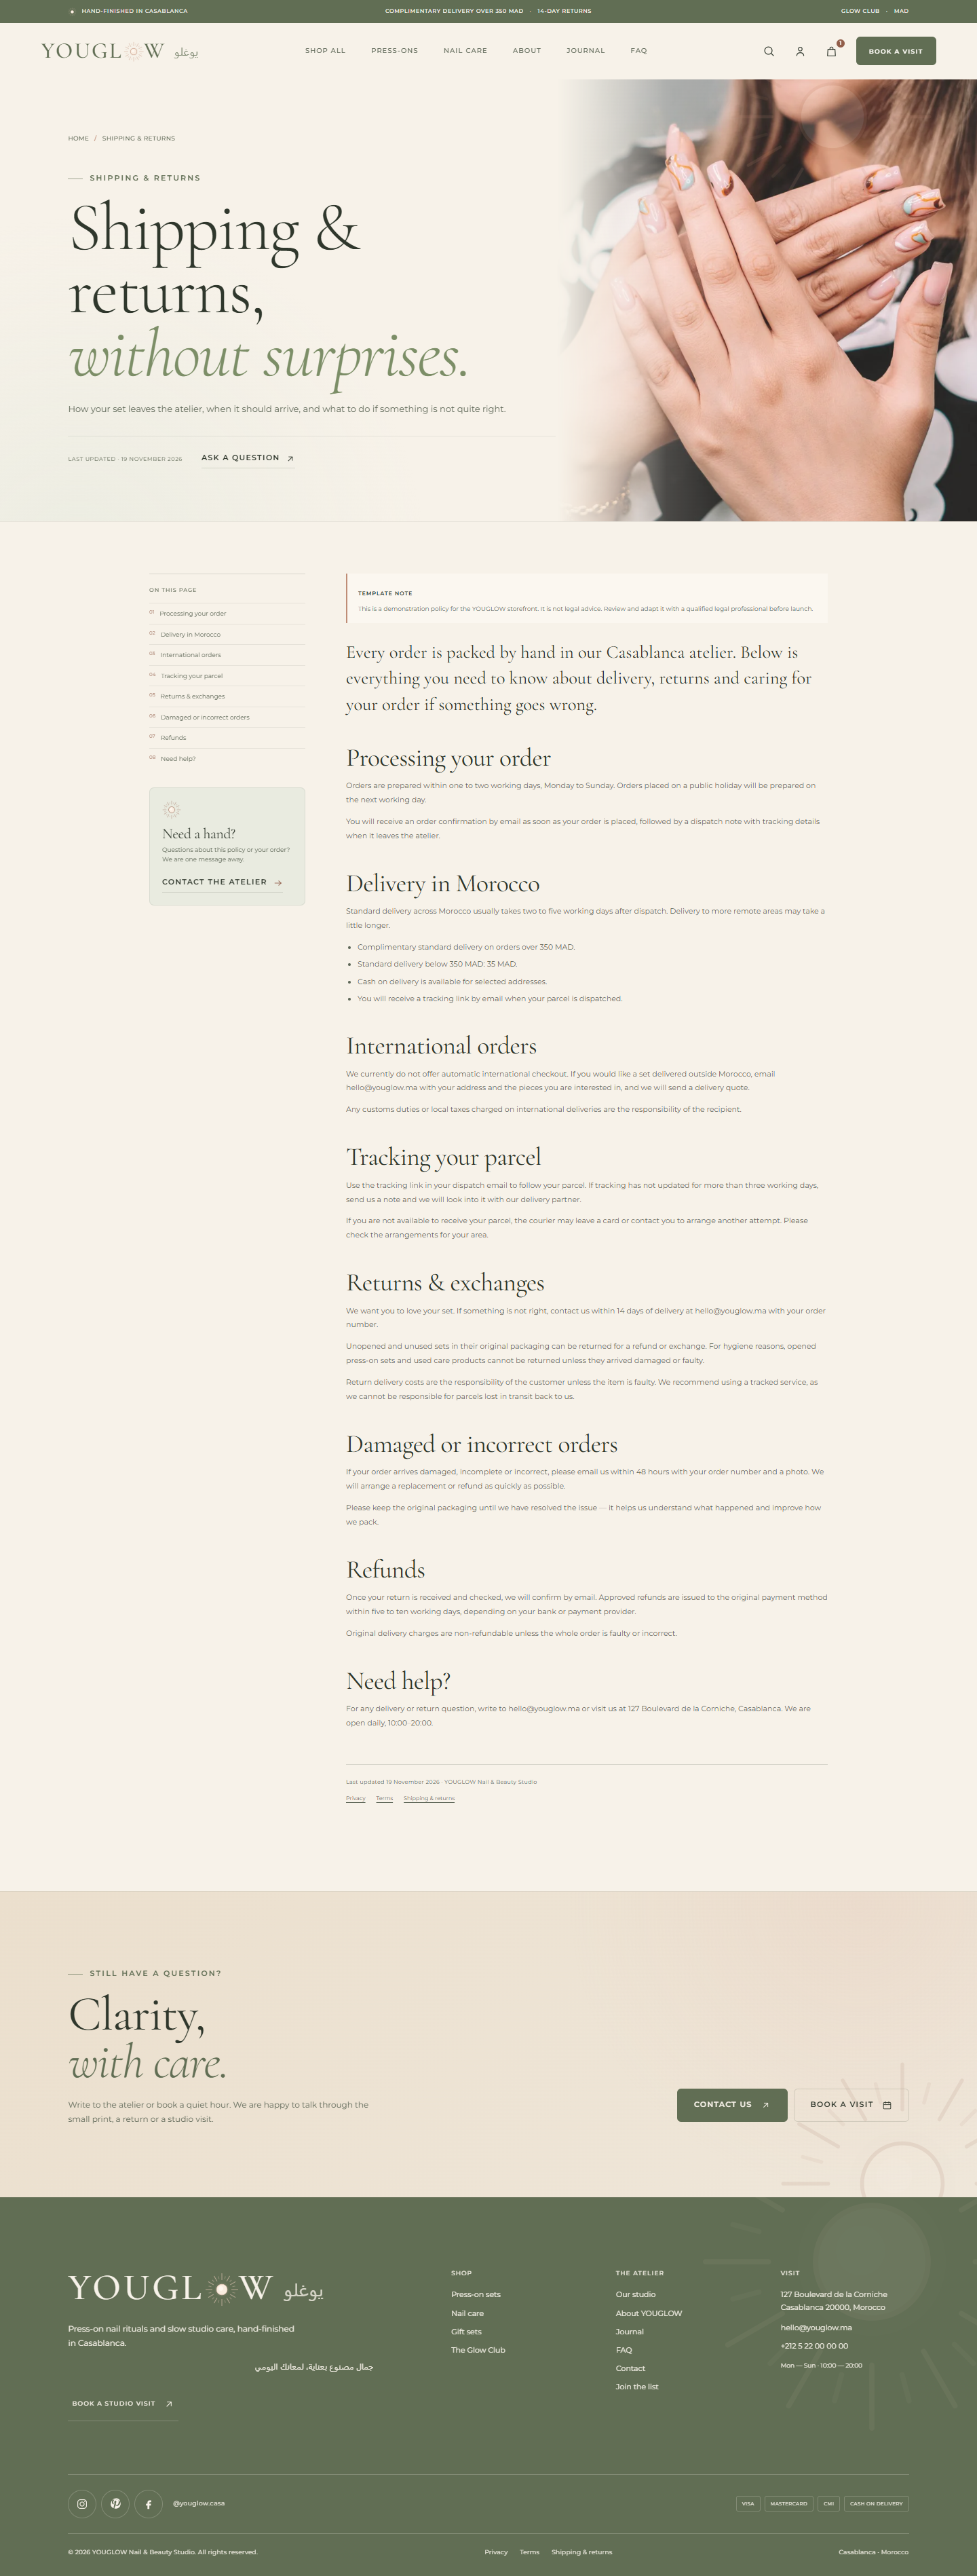 HAND-FINISHED IN CASABLANCA
COMPLIMENTARY DELIVERY OVER 350 MAD · 14-DAY RETURNS
GLOW CLUB · MAD
YOUGLOW يوغلو
SHOP ALL
PRESS-ONS
NAIL CARE
ABOUT
JOURNAL
FAQ
1
BOOK A VISIT
HOME / SHIPPING & RETURNS
SHIPPING & RETURNS
Shipping &
returns,
without surprises.
How your set leaves the atelier, when it should arrive, and what to do if something is not quite right.
LAST UPDATED · 19 NOVEMBER 2026
ASK A QUESTION
ON THIS PAGE
01 Processing your order
02 Delivery in Morocco
03 International orders
04 Tracking your parcel
05 Returns & exchanges
06 Damaged or incorrect orders
07 Refunds
08 Need help?
Need a hand?
Questions about this policy or your order?
We are one message away.
CONTACT THE ATELIER
TEMPLATE NOTE
This is a demonstration policy for the YOUGLOW storefront. It is not legal advice. Review and adapt it with a qualified legal professional before launch.
Every order is packed by hand in our Casablanca atelier. Below is
everything you need to know about delivery, returns and caring for
your order if something goes wrong.
Processing your order
Orders are prepared within one to two working days, Monday to Sunday. Orders placed on a public holiday will be prepared on
the next working day.
You will receive an order confirmation by email as soon as your order is placed, followed by a dispatch note with tracking details
when it leaves the atelier.
Delivery in Morocco
Standard delivery across Morocco usually takes two to five working days after dispatch. Delivery to more remote areas may take a
little longer.
• Complimentary standard delivery on orders over 350 MAD.
• Standard delivery below 350 MAD: 35 MAD.
• Cash on delivery is available for selected addresses.
• You will receive a tracking link by email when your parcel is dispatched.
International orders
We currently do not offer automatic international checkout. If you would like a set delivered outside Morocco, email
hello@youglow.ma with your address and the pieces you are interested in, and we will send a delivery quote.
Any customs duties or local taxes charged on international deliveries are the responsibility of the recipient.
Tracking your parcel
Use the tracking link in your dispatch email to follow your parcel. If tracking has not updated for more than three working days,
send us a note and we will look into it with our delivery partner.
If you are not available to receive your parcel, the courier may leave a card or contact you to arrange another attempt. Please
check the arrangements for your area.
Returns & exchanges
We want you to love your set. If something is not right, contact us within 14 days of delivery at hello@youglow.ma with your order
number.
Unopened and unused sets in their original packaging can be returned for a refund or exchange. For hygiene reasons, opened
press-on sets and used care products cannot be returned unless they arrived damaged or faulty.
Return delivery costs are the responsibility of the customer unless the item is faulty. We recommend using a tracked service, as
we cannot be responsible for parcels lost in transit back to us.
Damaged or incorrect orders
If your order arrives damaged, incomplete or incorrect, please email us within 48 hours with your order number and a photo. We
will arrange a replacement or refund as quickly as possible.
Please keep the original packaging until we have resolved the issue — it helps us understand what happened and improve how
we pack.
Refunds
Once your return is received and checked, we will confirm by email. Approved refunds are issued to the original payment method
within five to ten working days, depending on your bank or payment provider.
Original delivery charges are non-refundable unless the whole order is faulty or incorrect.
Need help?
For any delivery or return question, write to hello@youglow.ma or visit us at 127 Boulevard de la Corniche, Casablanca. We are
open daily, 10:00–20:00.
Last updated 19 November 2026 · YOUGLOW Nail & Beauty Studio
Privacy
Terms
Shipping & returns
STILL HAVE A QUESTION?
Clarity,
with care.
Write to the atelier or book a quiet hour. We are happy to talk through the
small print, a return or a studio visit.
CONTACT US
BOOK A VISIT
YOUGLOW يوغلو
Press-on nail rituals and slow studio care, hand-finished
in Casablanca.
جمال مصنوع بعناية، لمعانك اليومي
BOOK A STUDIO VISIT
SHOP
Press-on sets
Nail care
Gift sets
The Glow Club
THE ATELIER
Our studio
About YOUGLOW
Journal
FAQ
Contact
Join the list
VISIT
127 Boulevard de la Corniche
Casablanca 20000, Morocco
hello@youglow.ma
+212 5 22 00 00 00
Mon — Sun · 10:00 — 20:00
@youglow.casa
VISA
MASTERCARD
CMI
CASH ON DELIVERY
© 2026 YOUGLOW Nail & Beauty Studio. All rights reserved.
Privacy
Terms
Shipping & returns
Casablanca · Morocco